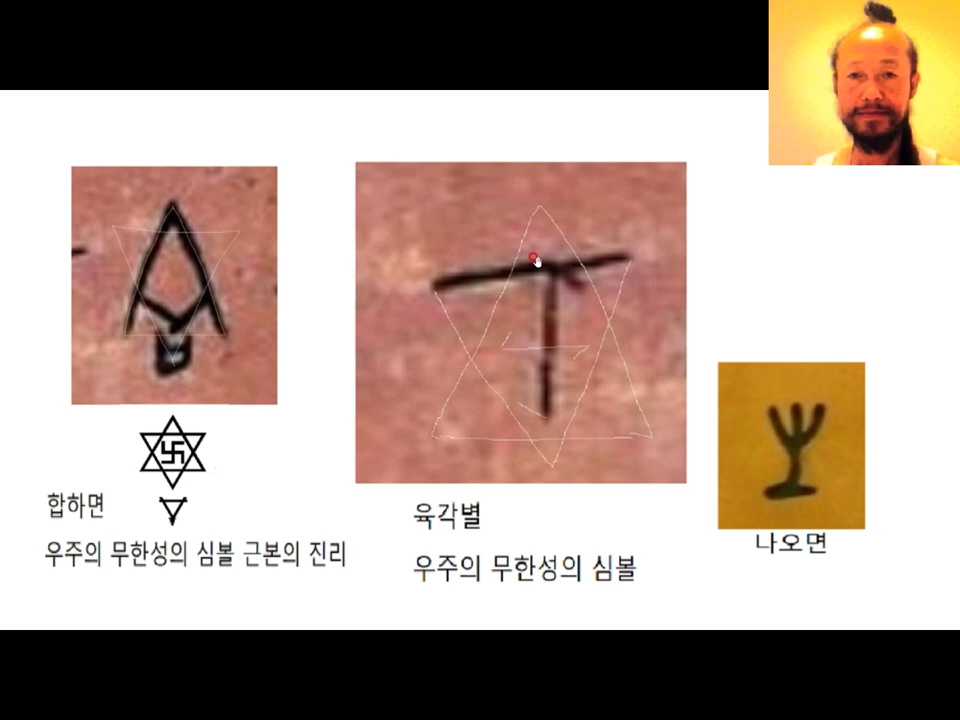 합하면
우주의 무한성의 심볼 근본의 진리
육각별
우주의 무한성의 심볼
나오면